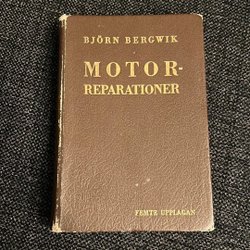 BJÖRN BERGWIK
MOTOR-
REPARATIONER
FEMTE UPPLAGAN